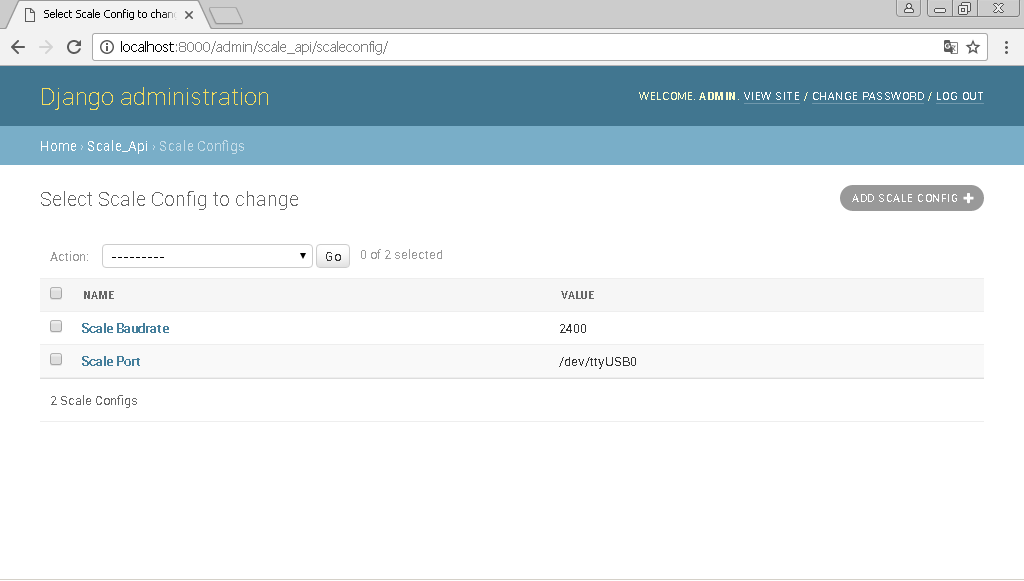 Select Scale Config to chan
localhost:8000/admin/scale_api/scaleconfig/
Django administration
WELCOME, ADMIN. VIEW SITE / CHANGE PASSWORD / LOG OUT
Home › Scale_Api › Scale Configs
Select Scale Config to change
ADD SCALE CONFIG +
Action: --------- Go 0 of 2 selected
NAME VALUE
Scale Baudrate 2400
Scale Port /dev/ttyUSB0
2 Scale Configs